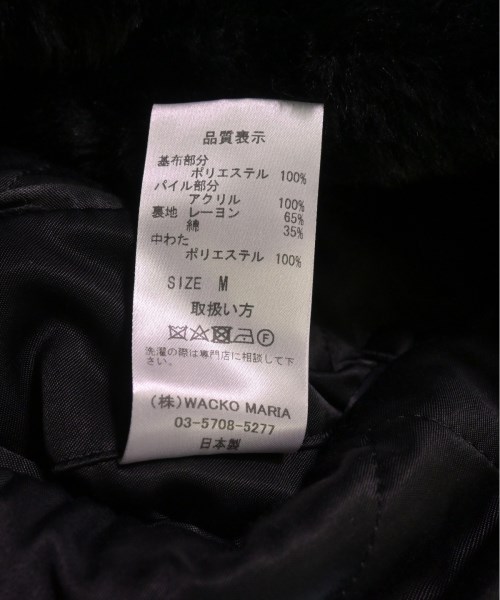 品質表示
基布部分
ポリエステル 100%
パイル部分
アクリル 100%
裏地 レーヨン 65%
綿 35%
中わた
ポリエステル 100%
SIZE M
取扱い方
洗濯の際は専門店に相談して下
さい。
(株)WACKO MARIA
03-5708-5277
日本製